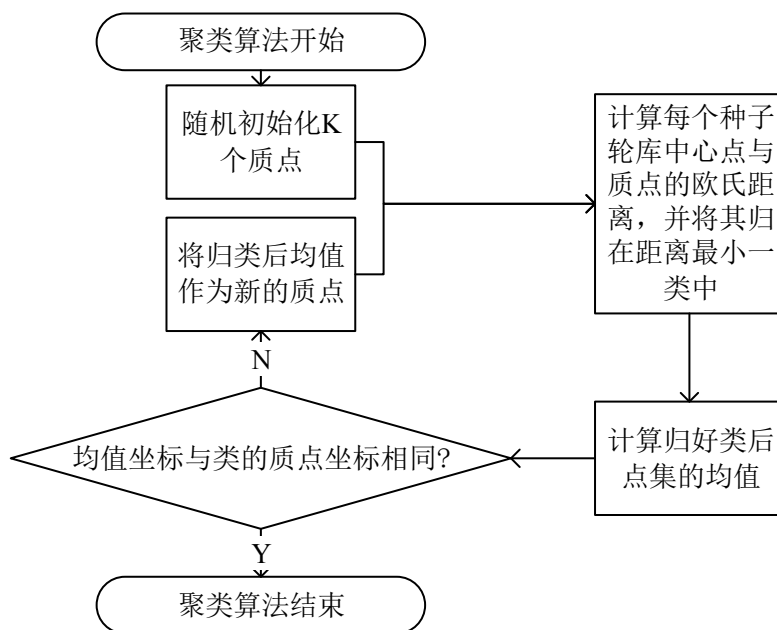 聚类算法开始
随机初始化K
个质点
计算每个种子
轮库中心点与
质点的欧氏距
离，并将其归
在距离最小一
类中
将归类后均值
作为新的质点
N
均值坐标与类的质点坐标相同?
计算归好类后
点集的均值
Y
聚类算法结束